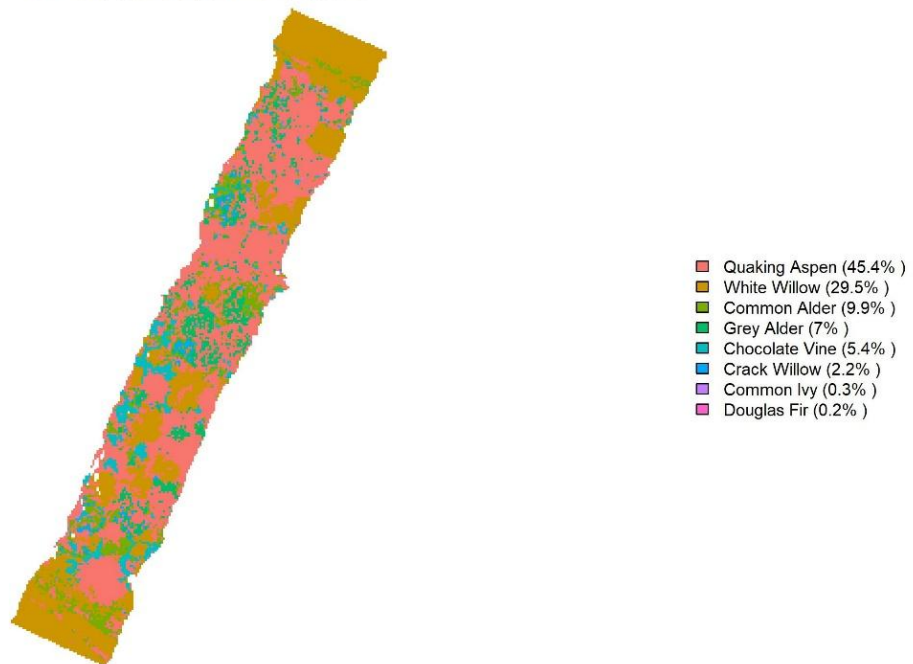 Quaking Aspen (45.4% )
White Willow (29.5% )
Common Alder (9.9% )
Grey Alder (7% )
Chocolate Vine (5.4% )
Crack Willow (2.2% )
Common Ivy (0.3% )
Douglas Fir (0.2% )